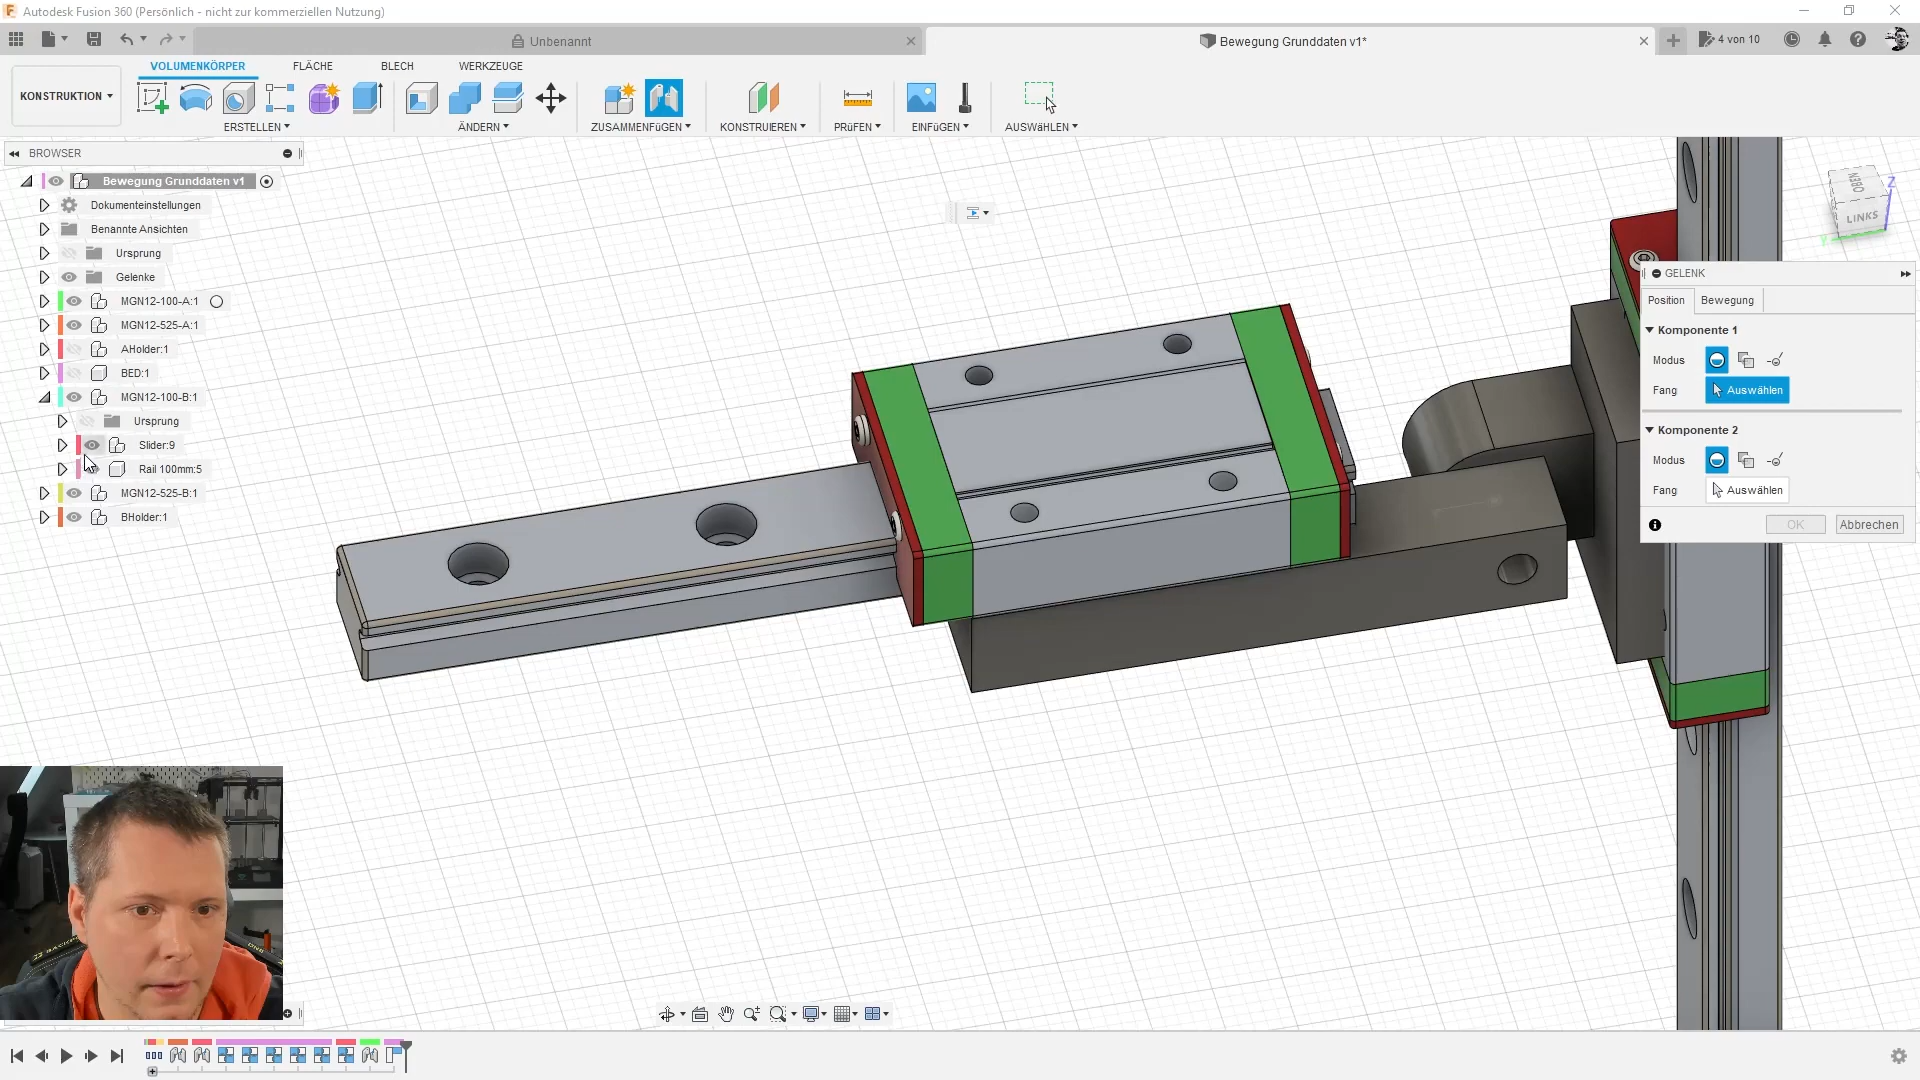 Autodesk Fusion 360 (Persönlich - nicht zur kommerziellen Nutzung)
Unbenannt
Bewegung Grunddaten v1*
4 von 10
VOLUMENKÖRPER
FLÄCHE
BLECH
WERKZEUGE
KONSTRUKTION
ERSTELLEN
ÄNDERN
ZUSAMMENFüGEN
KONSTRUIEREN
PRüFEN
EINFüGEN
AUSWäHLEN
BROWSER
Bewegung Grunddaten v1
Dokumenteinstellungen
Benannte Ansichten
Ursprung
Gelenke
MGN12-100-A:1
MGN12-525-A:1
AHolder:1
BED:1
MGN12-100-B:1
Ursprung
Slider:9
Rail 100mm:5
MGN12-525-B:1
BHolder:1
OBEN
LINKS
Z
Y
GELENK
Position
Bewegung
Komponente 1
Modus
Fang
Auswählen
Komponente 2
Modus
Fang
Auswählen
OK
Abbrechen